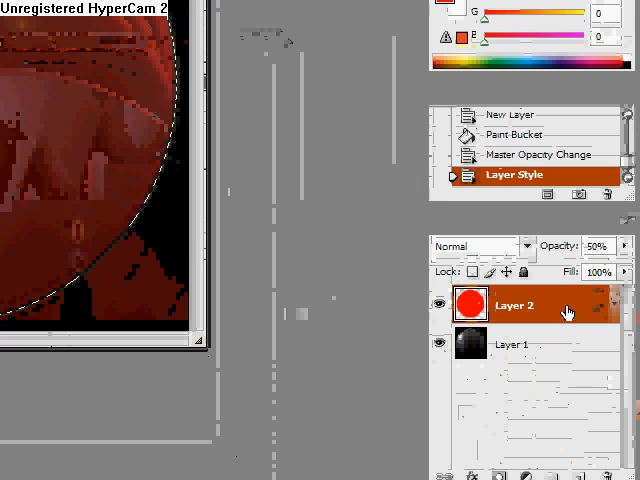 Unregistered HyperCam 2
G 0
B 0
New Layer
Paint Bucket
Master Opacity Change
Layer Style
Normal Opacity: 50%
Lock: Fill: 100%
Layer 2
Layer 1